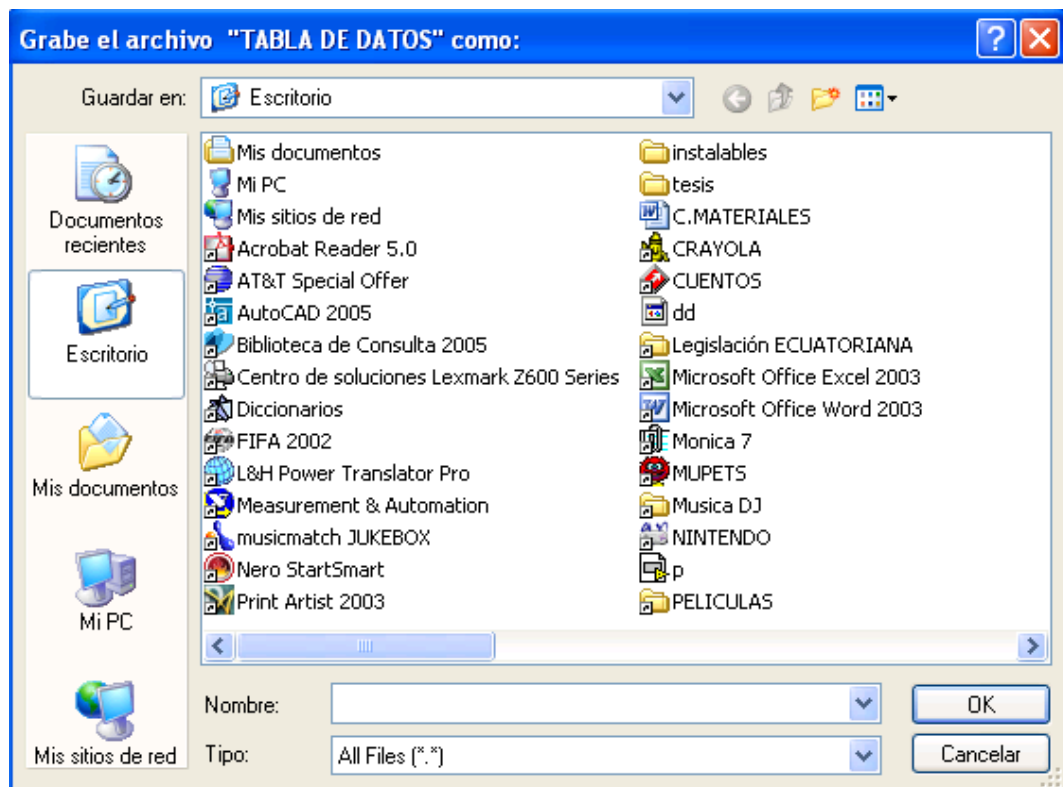 Grabe el archivo "TABLA DE DATOS" como:
Guardar en:
Escritorio
Documentos
recientes
Escritorio
Mis documentos
Mi PC
Mis sitios de red
Mis documentos
Mi PC
Mis sitios de red
Acrobat Reader 5.0
AT&T Special Offer
AutoCAD 2005
Biblioteca de Consulta 2005
Centro de soluciones Lexmark Z600 Series
Diccionarios
FIFA 2002
L&H Power Translator Pro
Measurement & Automation
musicmatch JUKEBOX
Nero StartSmart
Print Artist 2003
instalables
tesis
C.MATERIALES
CRAYOLA
CUENTOS
dd
Legislación ECUATORIANA
Microsoft Office Excel 2003
Microsoft Office Word 2003
Monica 7
MUPETS
Musica DJ
NINTENDO
p
PELICULAS
Nombre:
OK
Tipo:
All Files (*.*)
Cancelar